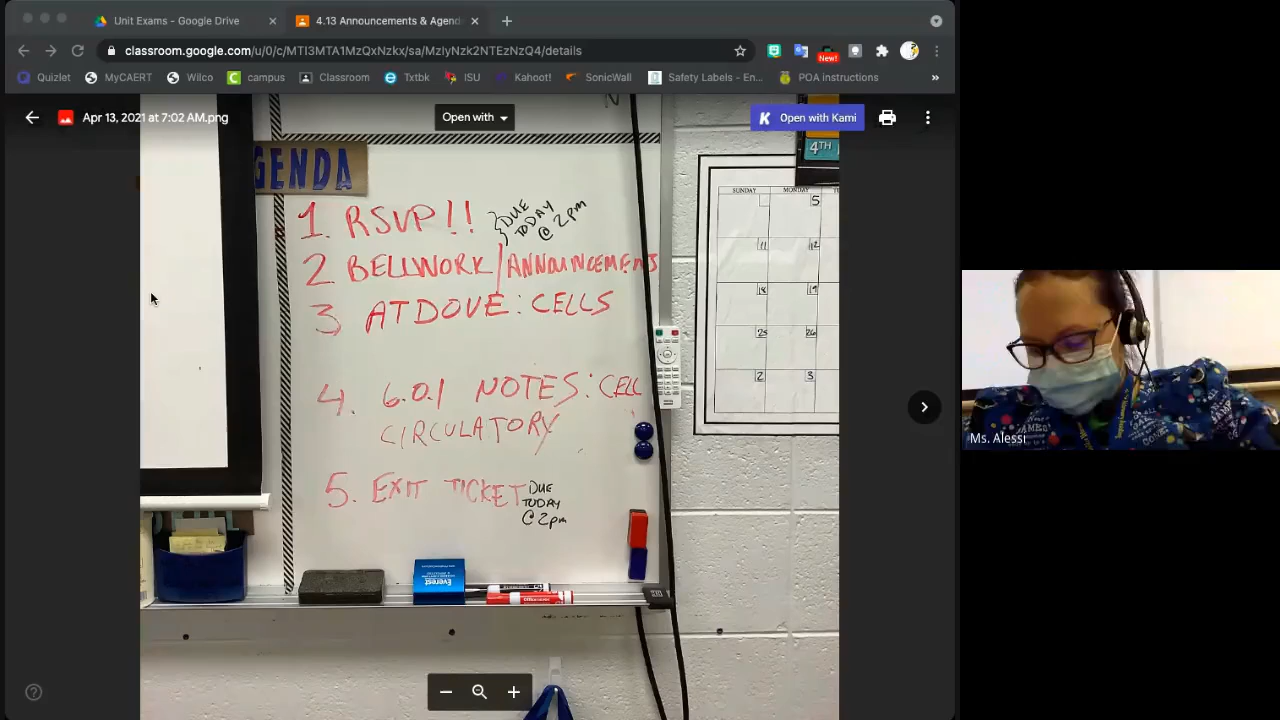 Unit Exams - Google Drive
4.13 Announcements & Agend
classroom.google.com/u/0/c/MTI3MTA1MzQxNzkx/sa/MzIyNzk2NTEzNzQ4/details
New!
Quizlet
MyCAERT
Wilco
campus
Classroom
Txtbk
ISU
Kahoot!
SonicWall
Safety Labels - En...
POA instructions
Apr 13, 2021 at 7:02 AM.png
Open with
Open with Kami
GENDA
1. RSVP!! DUE
TODAY
@ 2pm
2 BELLWORK/ANNOUNCEMENTS
3 ATDOVE: CELLS
4. 6.0.1 NOTES: CELL
CIRCULATORY
5. EXIT TICKET DUE
TODAY
@ 2pm
4TH
SUNDAY MONDAY
5
11 12
18 19
25 26
2 3
Everest
Ms. Alessi